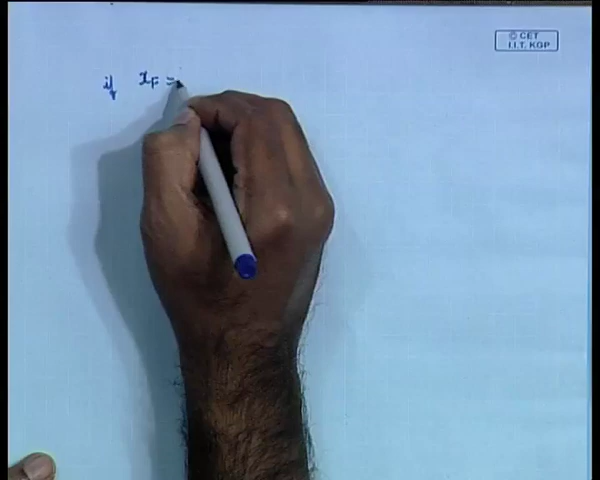 © CET
I.I.T. KGP
if x_F =